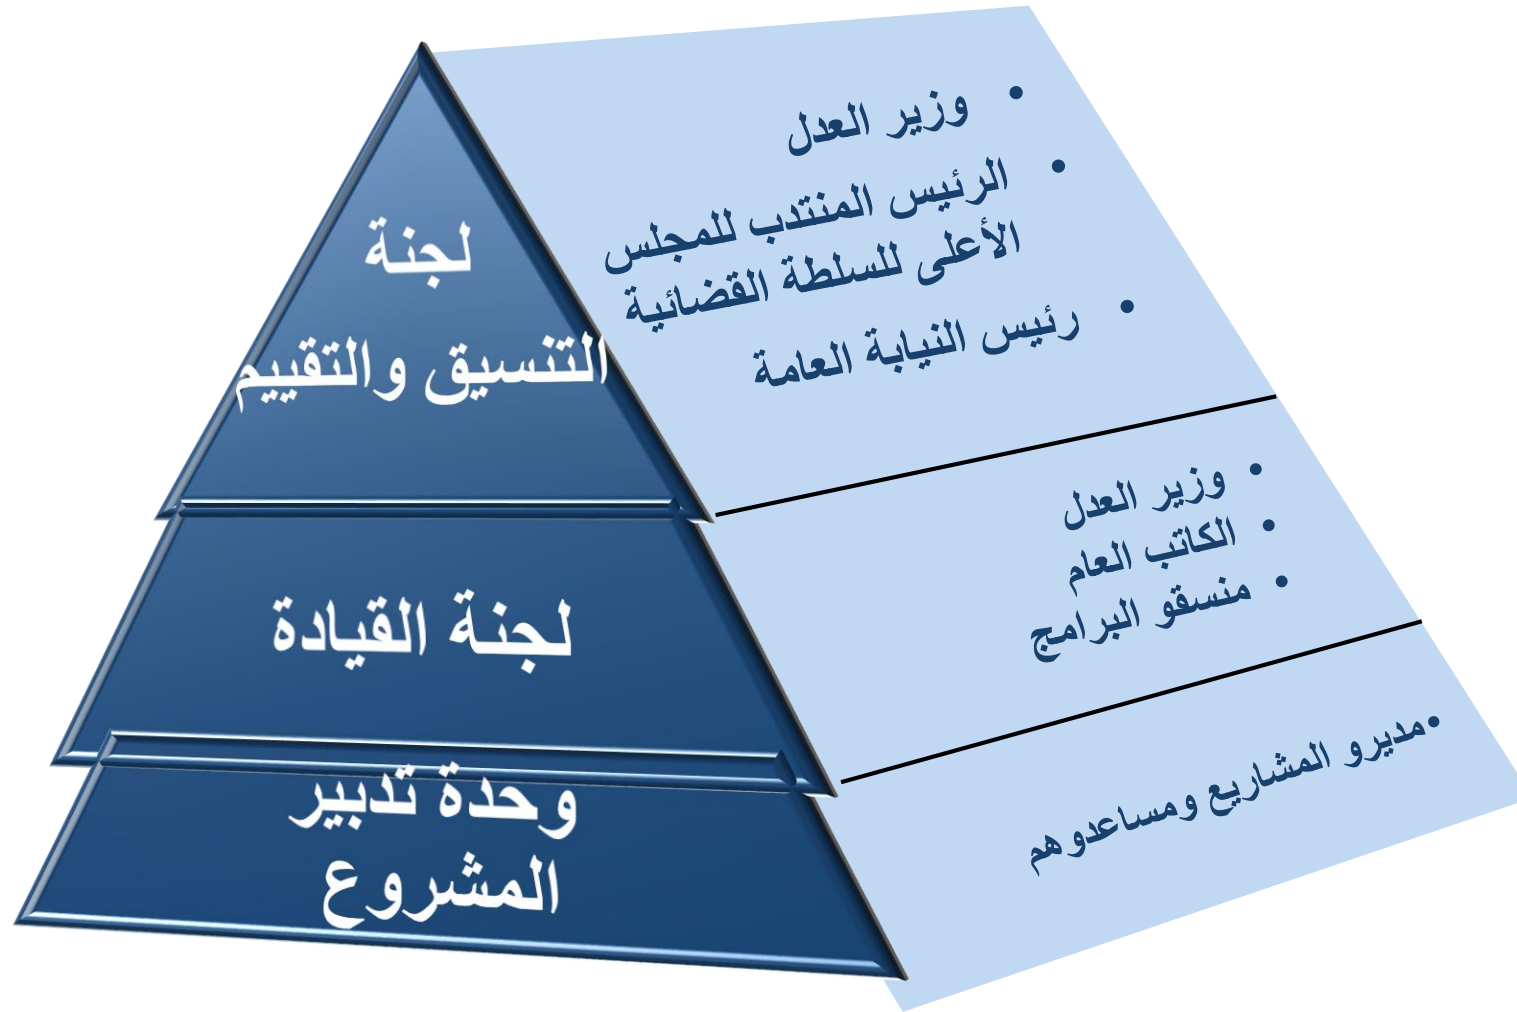 لجنة
التنسيق والتقييم
• وزير العدل
• الرئيس المنتدب للمجلس
الأعلى للسلطة القضائية
• رئيس النيابة العامة
لجنة القيادة
• وزير العدل
• الكاتب العام
• منسقو البرامج
وحدة تدبير
المشروع
•مديرو المشاريع ومساعدوهم